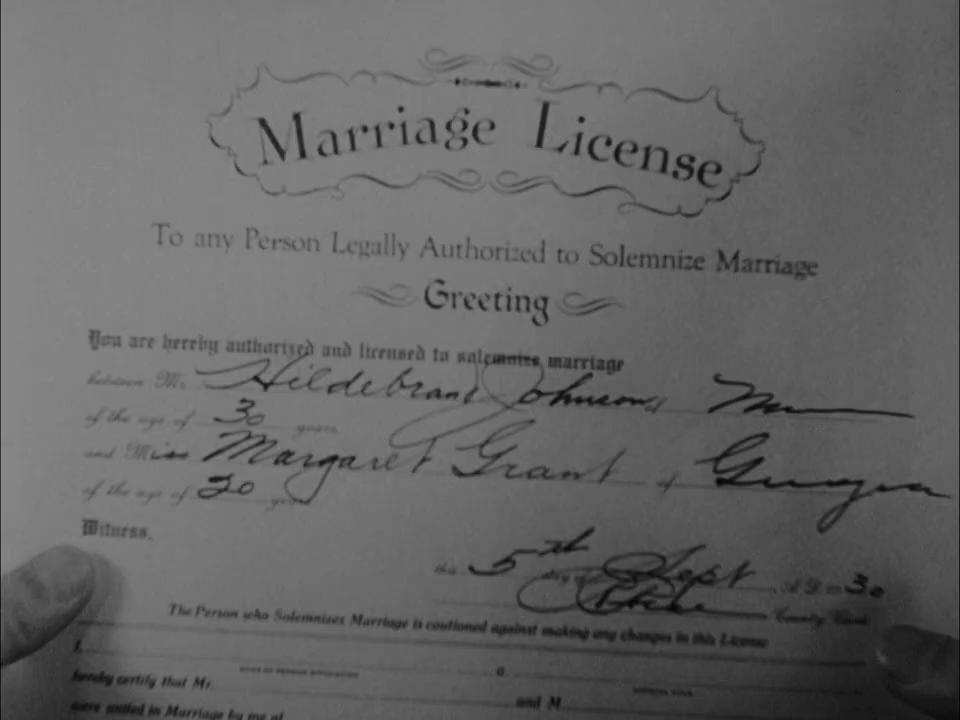 Marriage License
To any Person Legally Authorized to Solemnize Marriage
Greeting
You are hereby authorized and licensed to solemnize marriage
between Mr. Hildebrand Johnson of
of the age of 30 years
and Miss Margaret Grant of
of the age of 20 years
Witness.
this 5th day of Sept A.D. 30
County Clerk
The Person who Solemnizes Marriage is cautioned against making any changes in this License
I, a
hereby certify that Mr. and M
were united in Marriage by me at